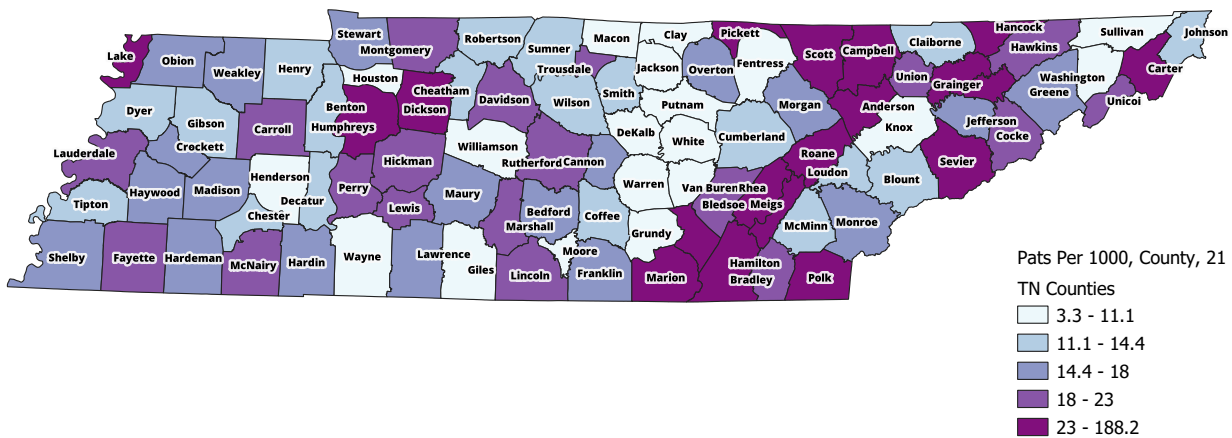 Stewart
Montgomery
Robertson
Sumner
Macon
Clay
Pickett
Scott
Campbell
Claiborne
Hancock
Hawkins
Sullivan
Johnson
Lake
Obion
Weakley
Henry
Houston
Trousdale
Jackson
Overton
Fentress
Union
Grainger
Washington
Greene
Carter
Unicoi
Dyer
Gibson
Crockett
Carroll
Benton
Humphreys
Dickson
Cheatham
Davidson
Wilson
Smith
Putnam
Morgan
Anderson
Knox
Jefferson
Cocke
Lauderdale
Haywood
Madison
Henderson
Decatur
Perry
Hickman
Williamson
Rutherford
Cannon
DeKalb
White
Cumberland
Roane
Loudon
Blount
Sevier
Tipton
Chester
Lewis
Maury
Marshall
Bedford
Coffee
Warren
Van Buren
Bledsoe
Rhea
Meigs
McMinn
Monroe
Shelby
Fayette
Hardeman
McNairy
Hardin
Wayne
Lawrence
Giles
Lincoln
Moore
Franklin
Grundy
Marion
Hamilton
Bradley
Polk
Pats Per 1000, County, 21
TN Counties
3.3 - 11.1
11.1 - 14.4
14.4 - 18
18 - 23
23 - 188.2